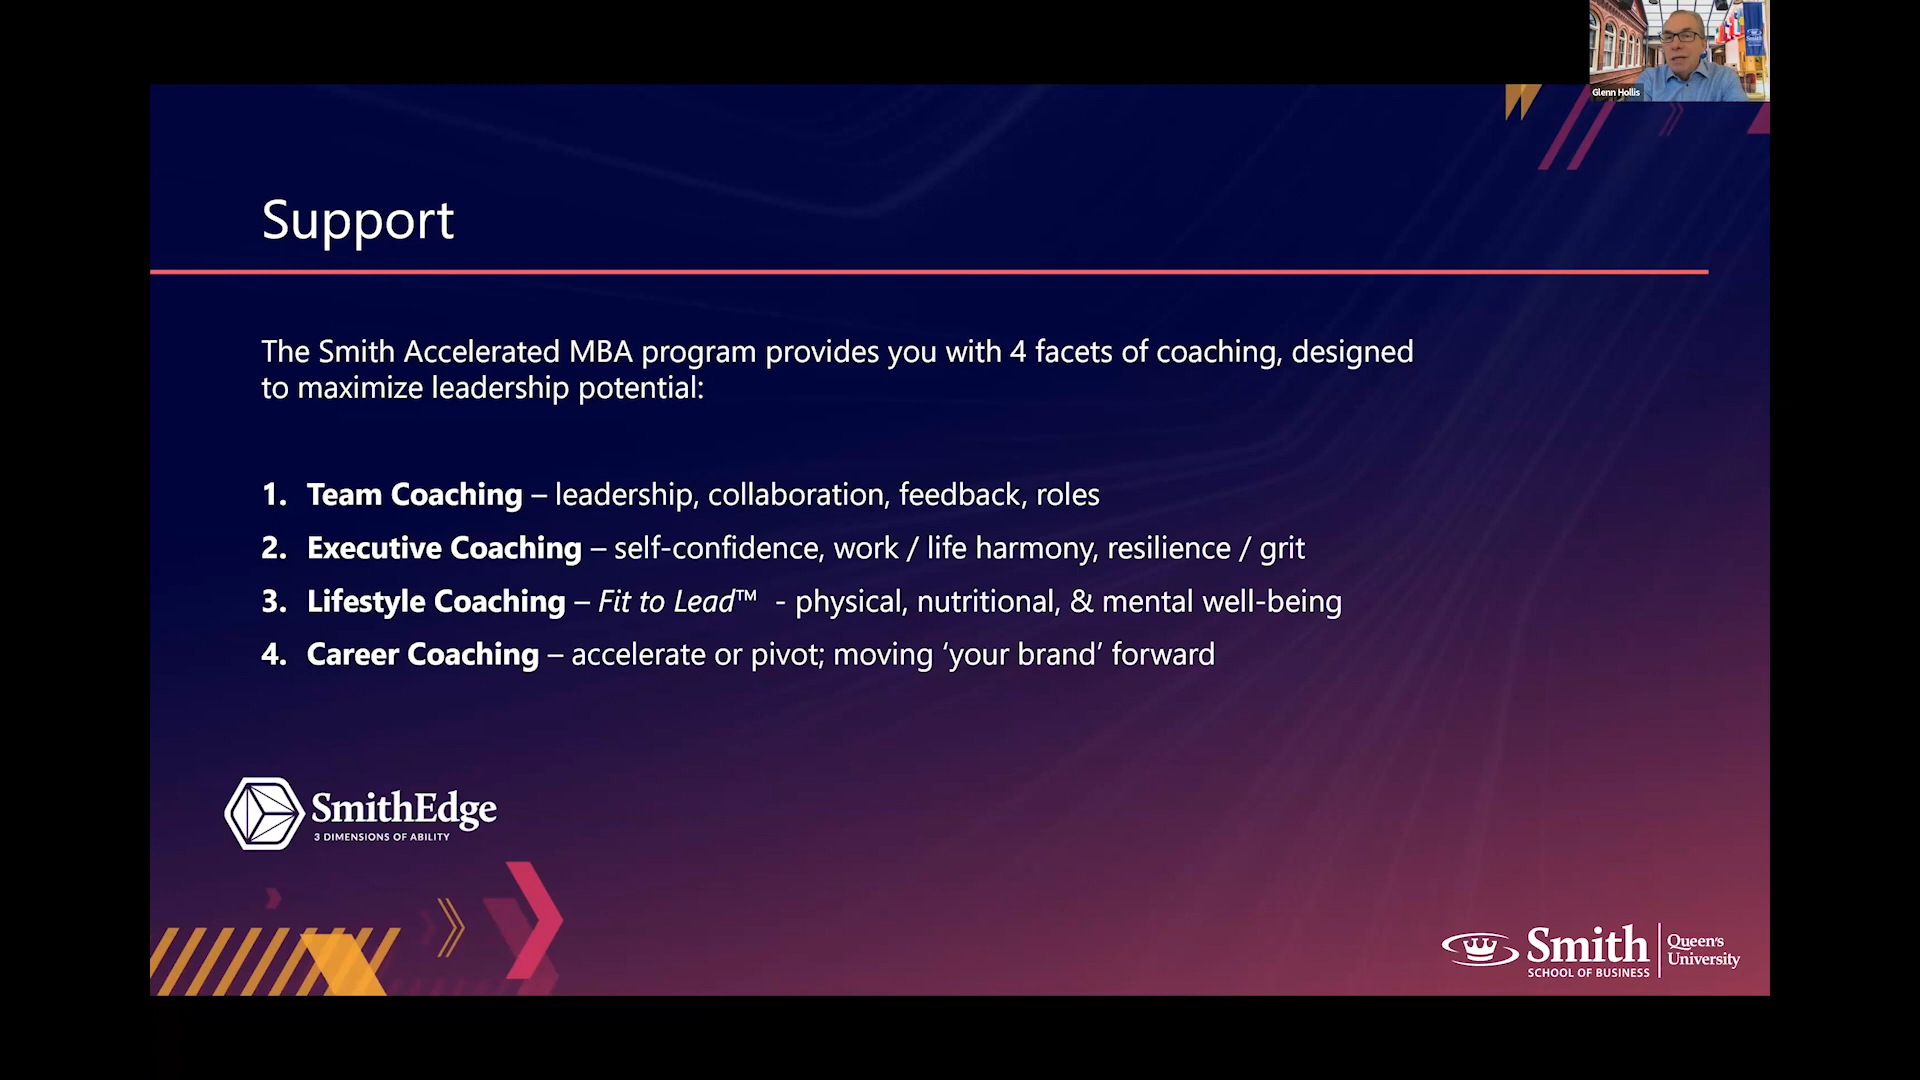 Glenn Hollis
Support
The Smith Accelerated MBA program provides you with 4 facets of coaching, designed
to maximize leadership potential:
1. Team Coaching – leadership, collaboration, feedback, roles
2. Executive Coaching – self-confidence, work / life harmony, resilience / grit
3. Lifestyle Coaching – Fit to Lead™ - physical, nutritional, & mental well-being
4. Career Coaching – accelerate or pivot; moving ‘your brand’ forward
SmithEdge
3 DIMENSIONS OF ABILITY
Smith
SCHOOL OF BUSINESS
Queen's
University